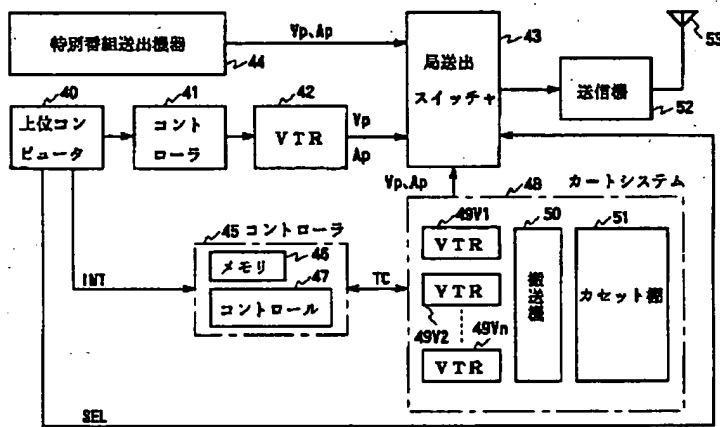 特別番組送出機器
44
Vp、Ap
局送出
スイッチャ
43
送信機
52
53
40
上位コン
ピュータ
41
コント
ローラ
42
VTR
Vp
Ap
Vp、Ap
48
カートシステム
45 コントローラ
46
メモリ
47
コントロール
INT
TC
49V1
VTR
VTR
49V2
49Vn
VTR
50
搬送機
51
カセット棚
SEL